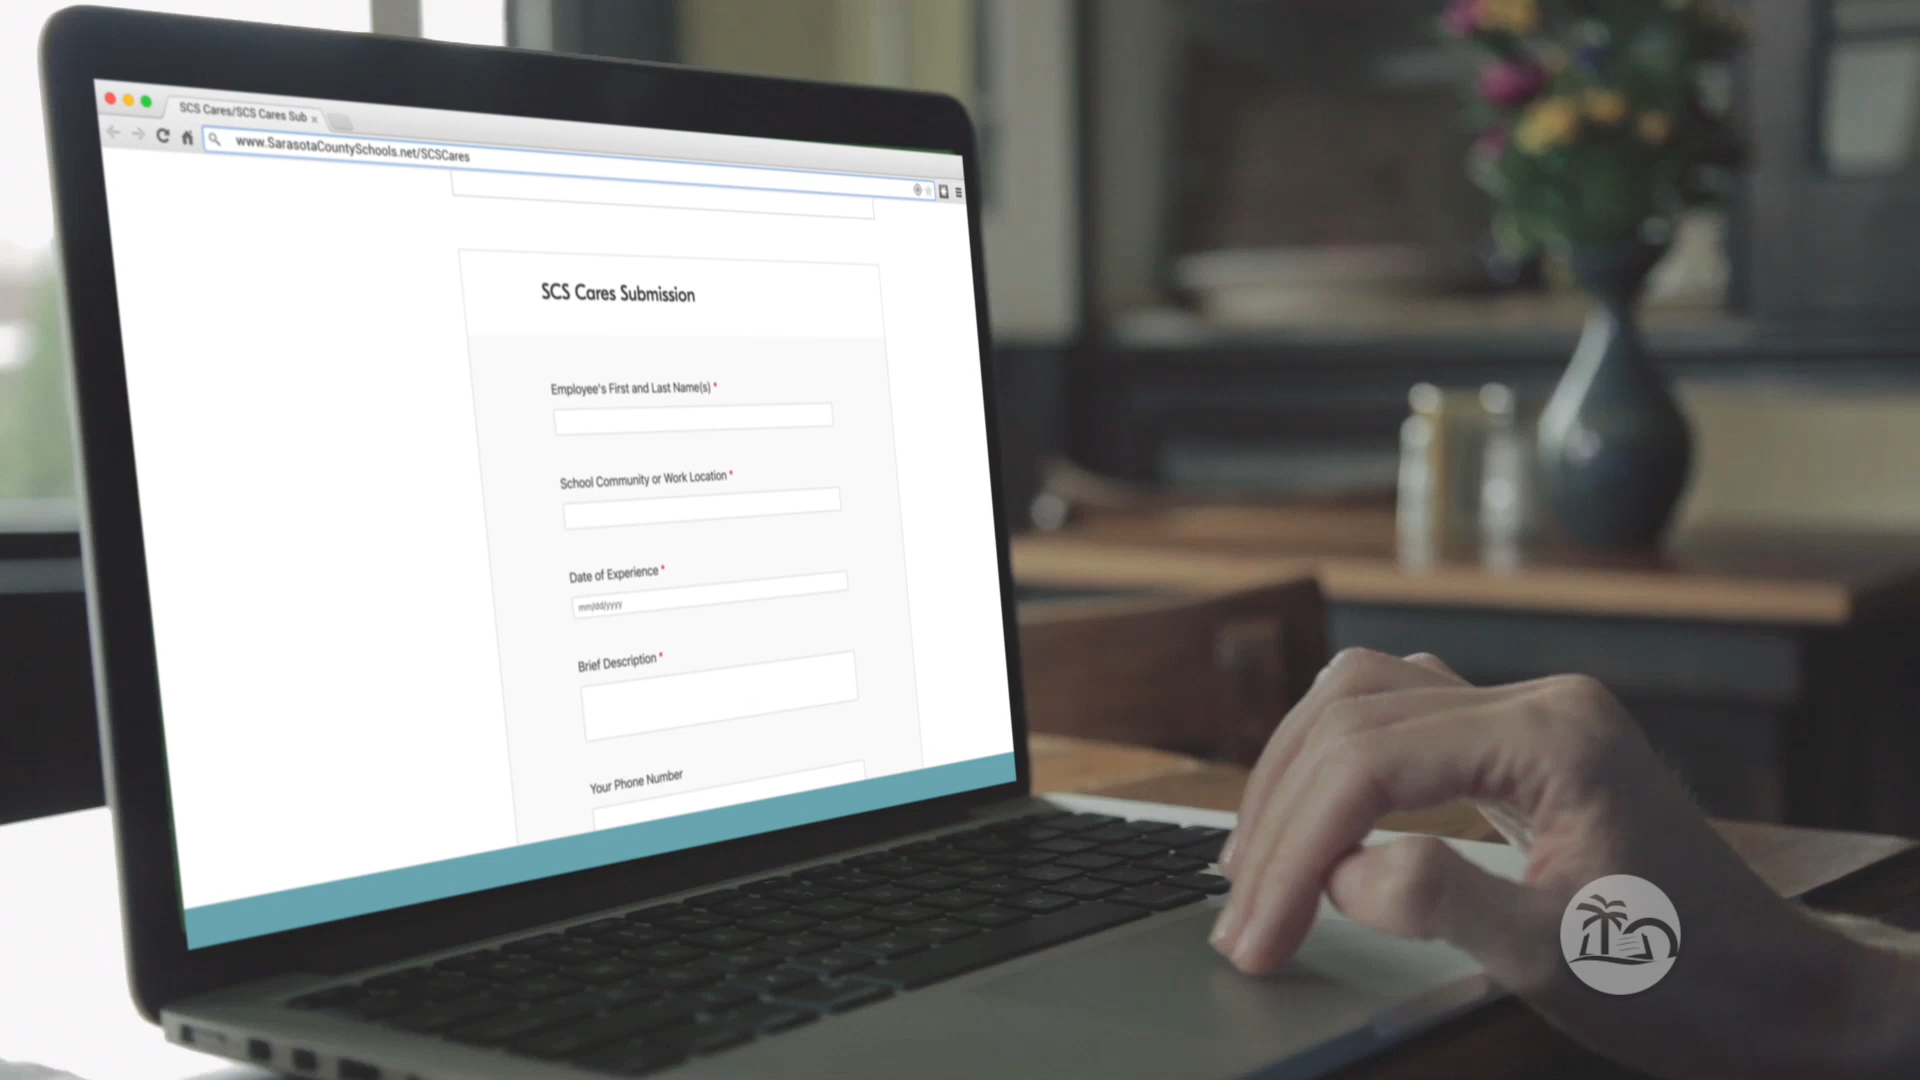 SCS Cares/SCS Cares Sub
www.SarasotaCountySchools.net/SCSCares
SCS Cares Submission
Employee's First and Last Name(s) *
School Community or Work Location *
Date of Experience *
mm/dd/yyyy
Brief Description *
Your Phone Number